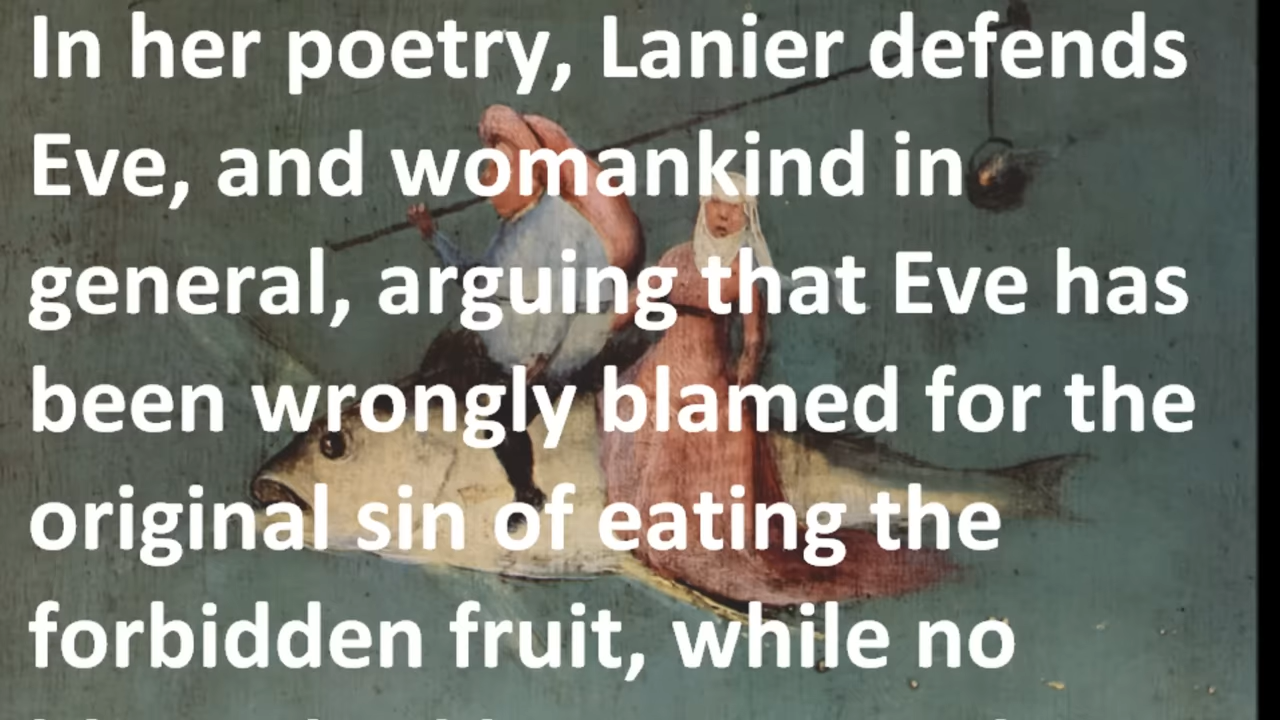 In her poetry, Lanier defends
Eve, and womankind in
general, arguing that Eve has
been wrongly blamed for the
original sin of eating the
forbidden fruit, while no